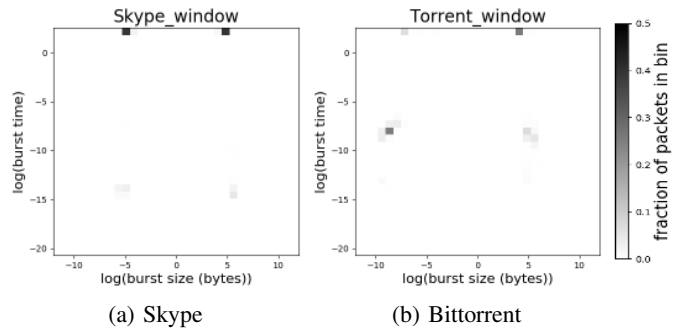 Skype_window
Torrent_window
0
−5
−10
−15
−20
log(burst time)
−10
−5
0
5
10
log(burst size (bytes))
0
−5
−10
−15
−20
log(burst time)
−10
−5
0
5
10
log(burst size (bytes))
0.5
0.4
0.3
0.2
0.1
0.0
fraction of packets in bin
(a) Skype
(b) Bittorrent